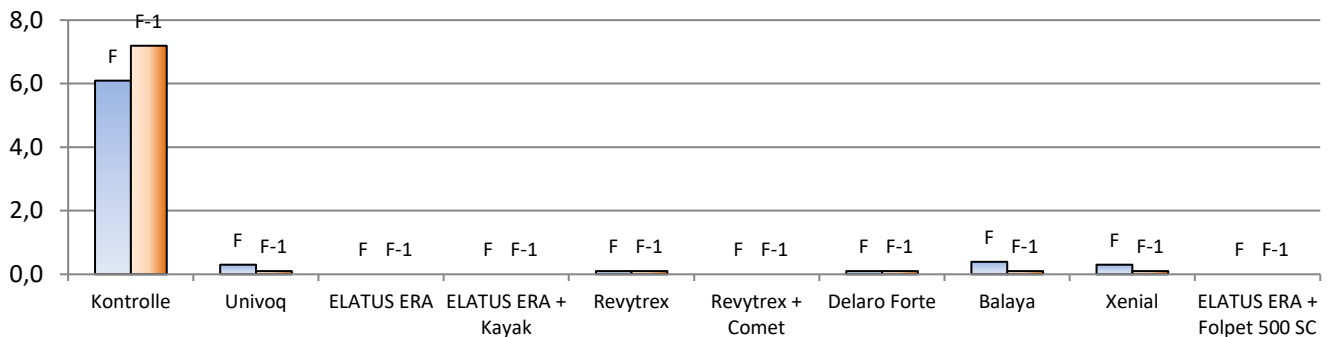 8,0
6,0
4,0
2,0
0,0
F F-1
F F-1
F F-1
F F-1
F F-1
F F-1
F F-1
F F-1
F F-1
F F-1
Kontrolle
Univoq
ELATUS ERA
ELATUS ERA +
Kayak
Revytrex
Revytrex +
Comet
Delaro Forte
Balaya
Xenial
ELATUS ERA +
Folpet 500 SC